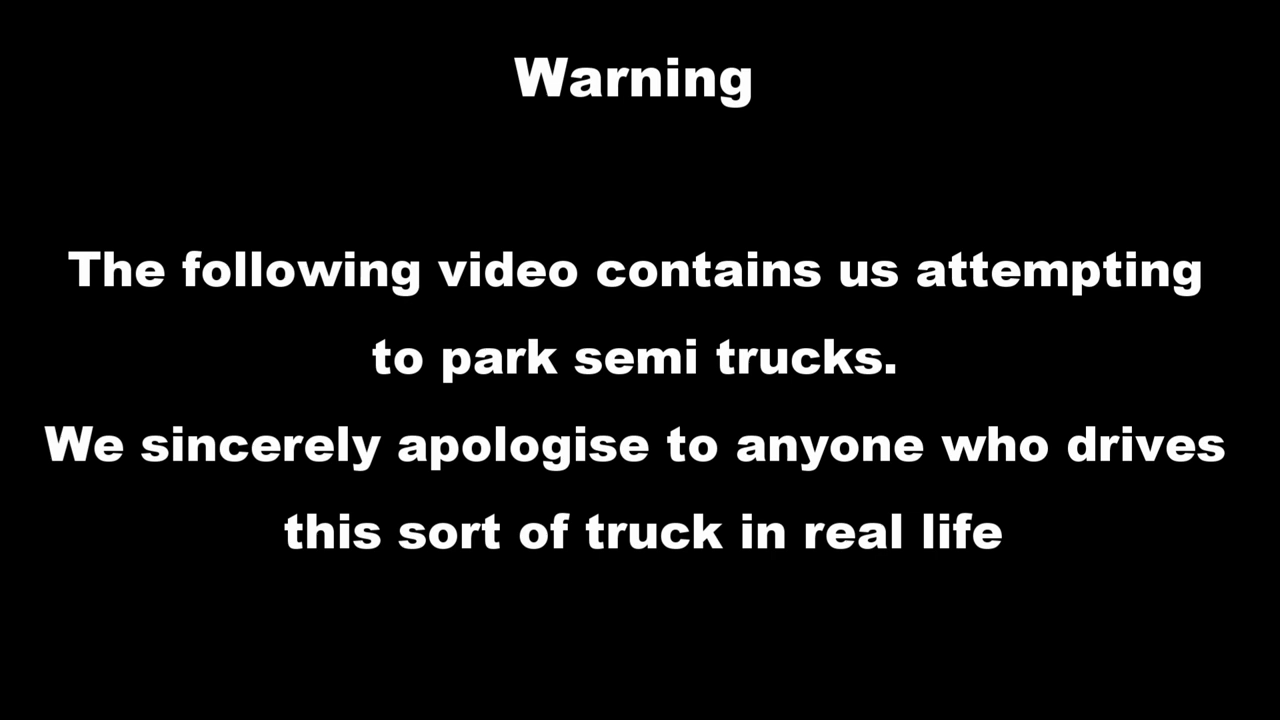 Warning
The following video contains us attempting
to park semi trucks.
We sincerely apologise to anyone who drives
this sort of truck in real life